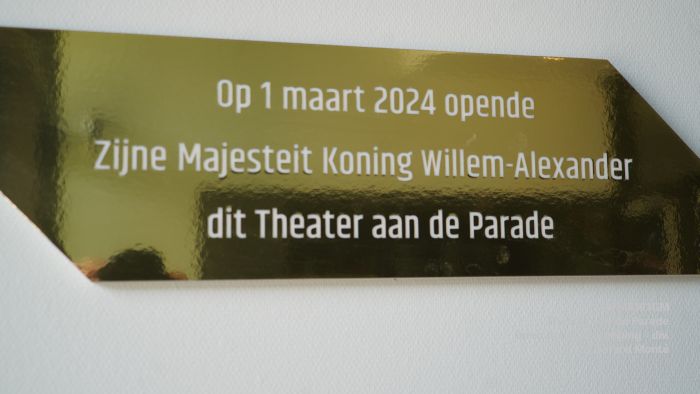 Op 1 maart 2024 opende
Zijne Majesteit Koning Willem-Alexander
dit Theater aan de Parade